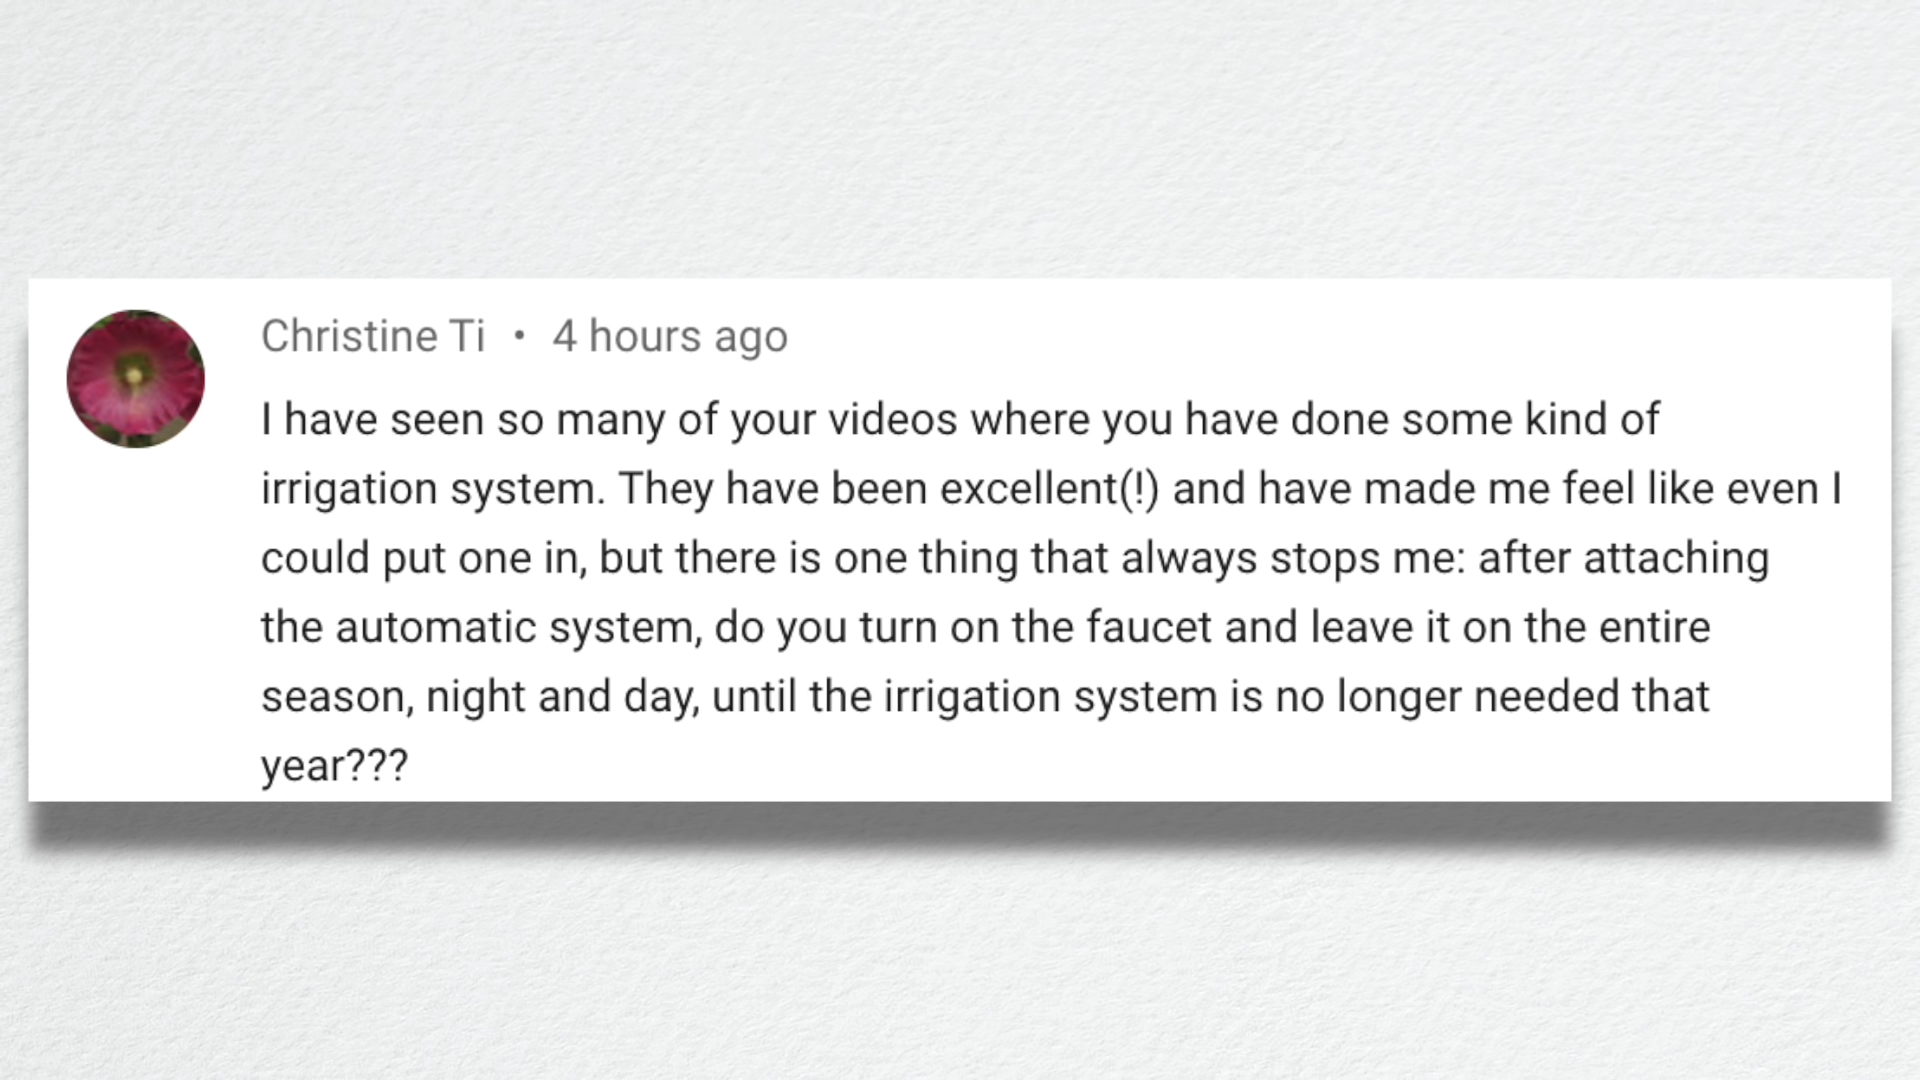 Christine Ti • 4 hours ago
I have seen so many of your videos where you have done some kind of
irrigation system. They have been excellent(!) and have made me feel like even I
could put one in, but there is one thing that always stops me: after attaching
the automatic system, do you turn on the faucet and leave it on the entire
season, night and day, until the irrigation system is no longer needed that
year???